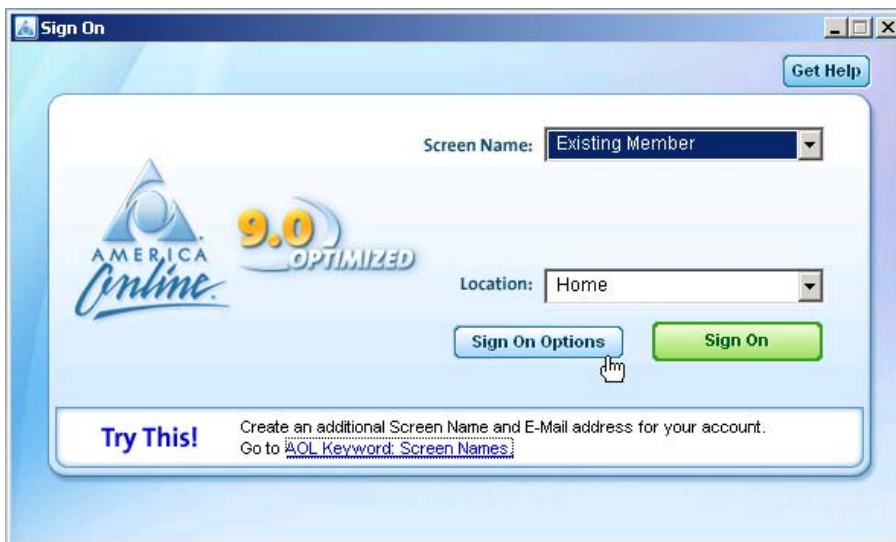 Sign On
Get Help
Screen Name: Existing Member
AMERICA
Online.
9.0
OPTIMIZED
Location: Home
Sign On Options
Sign On
Try This!
Create an additional Screen Name and E-Mail address for your account.
Go to AOL Keyword: Screen Names.